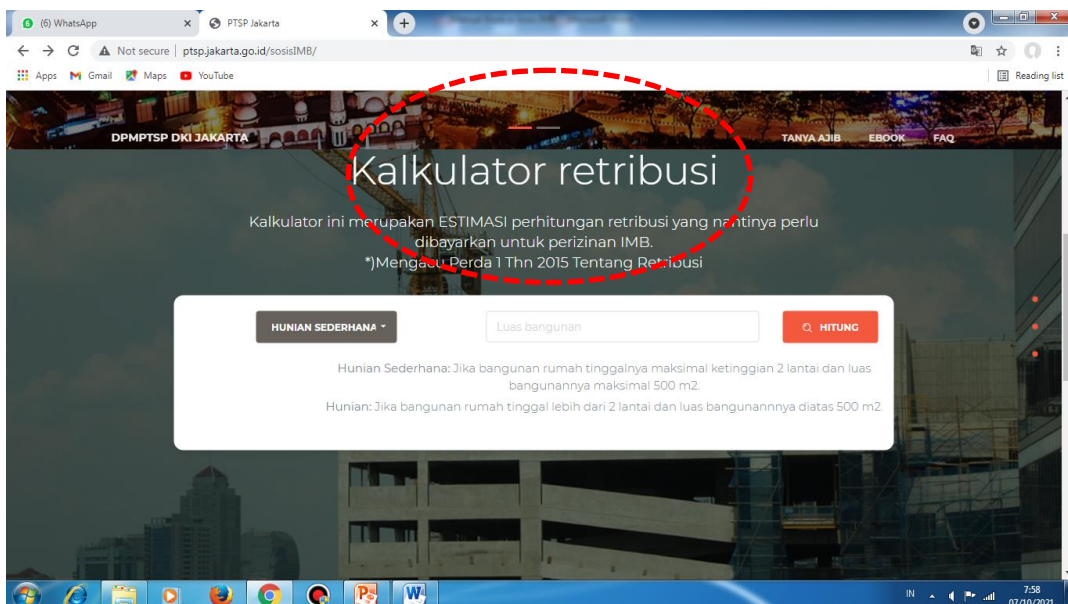 (6) WhatsApp
PTSP Jakarta
Not secure | ptsp.jakarta.go.id/sosisIMB/
Apps Gmail Maps YouTube Reading list
DPMPTSP DKI JAKARTA TANYA AJIB EBOOK FAQ
Kalkulator retribusi
Kalkulator ini merupakan ESTIMASI perhitungan retribusi yang nantinya perlu
dibayarkan untuk perizinan IMB.
*)Mengacu Perda 1 Thn 2015 Tentang Retribusi
HUNIAN SEDERHANA Luas bangunan HITUNG
Hunian Sederhana: Jika bangunan rumah tinggalnya maksimal ketinggian 2 lantai dan luas
bangunannya maksimal 500 m2.
Hunian: Jika bangunan rumah tinggal lebih dari 2 lantai dan luas bangunannnya diatas 500 m2.
IN 7:58
07/10/2021